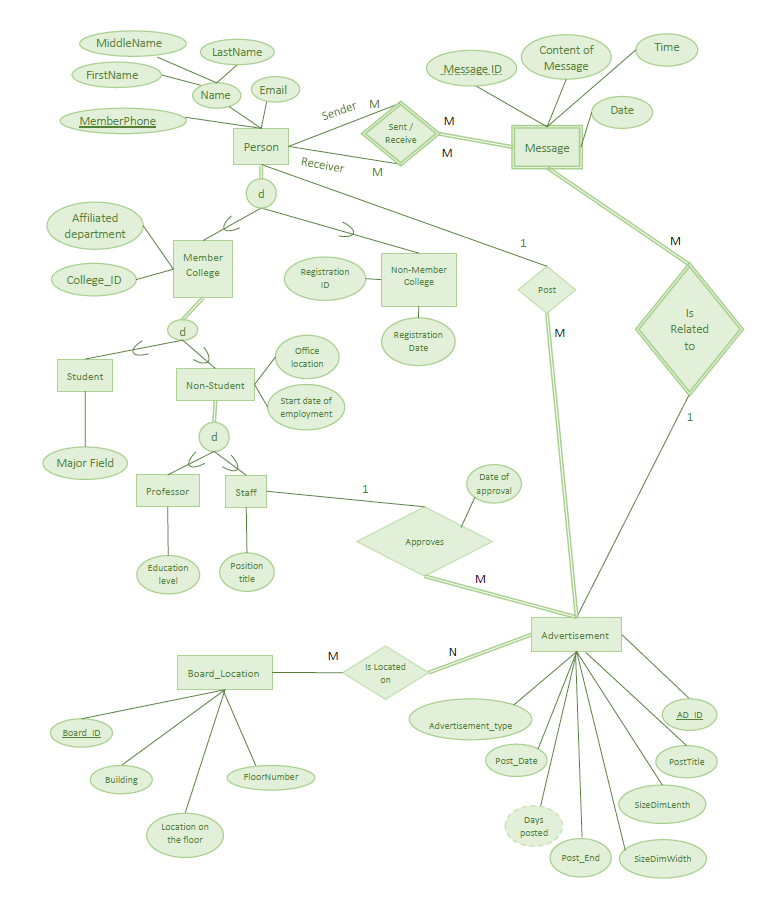 MiddleName
LastName
FirstName
Name
Email
MemberPhone
Person
Sender
M
Receiver
M
Sent /
Receive
M
M
Message ID
Content of
Message
Time
Date
Message
d
Affiliated
department
College_ID
Member
College
Registration
ID
Non-Member
College
Registration
Date
1
Post
M
M
Is
Related
to
1
d
Student
Non-Student
Office
location
Start date of
employment
Major Field
d
Professor
Staff
Education
level
Position
title
1
Date of
approval
Approves
M
Advertisement
Board_Location
M
Is Located
on
N
Board_ID
Building
Location on
the floor
FloorNumber
Advertisement_type
Post_Date
Days
posted
Post_End
SizeDimWidth
SizeDimLenth
PostTitle
AD_ID